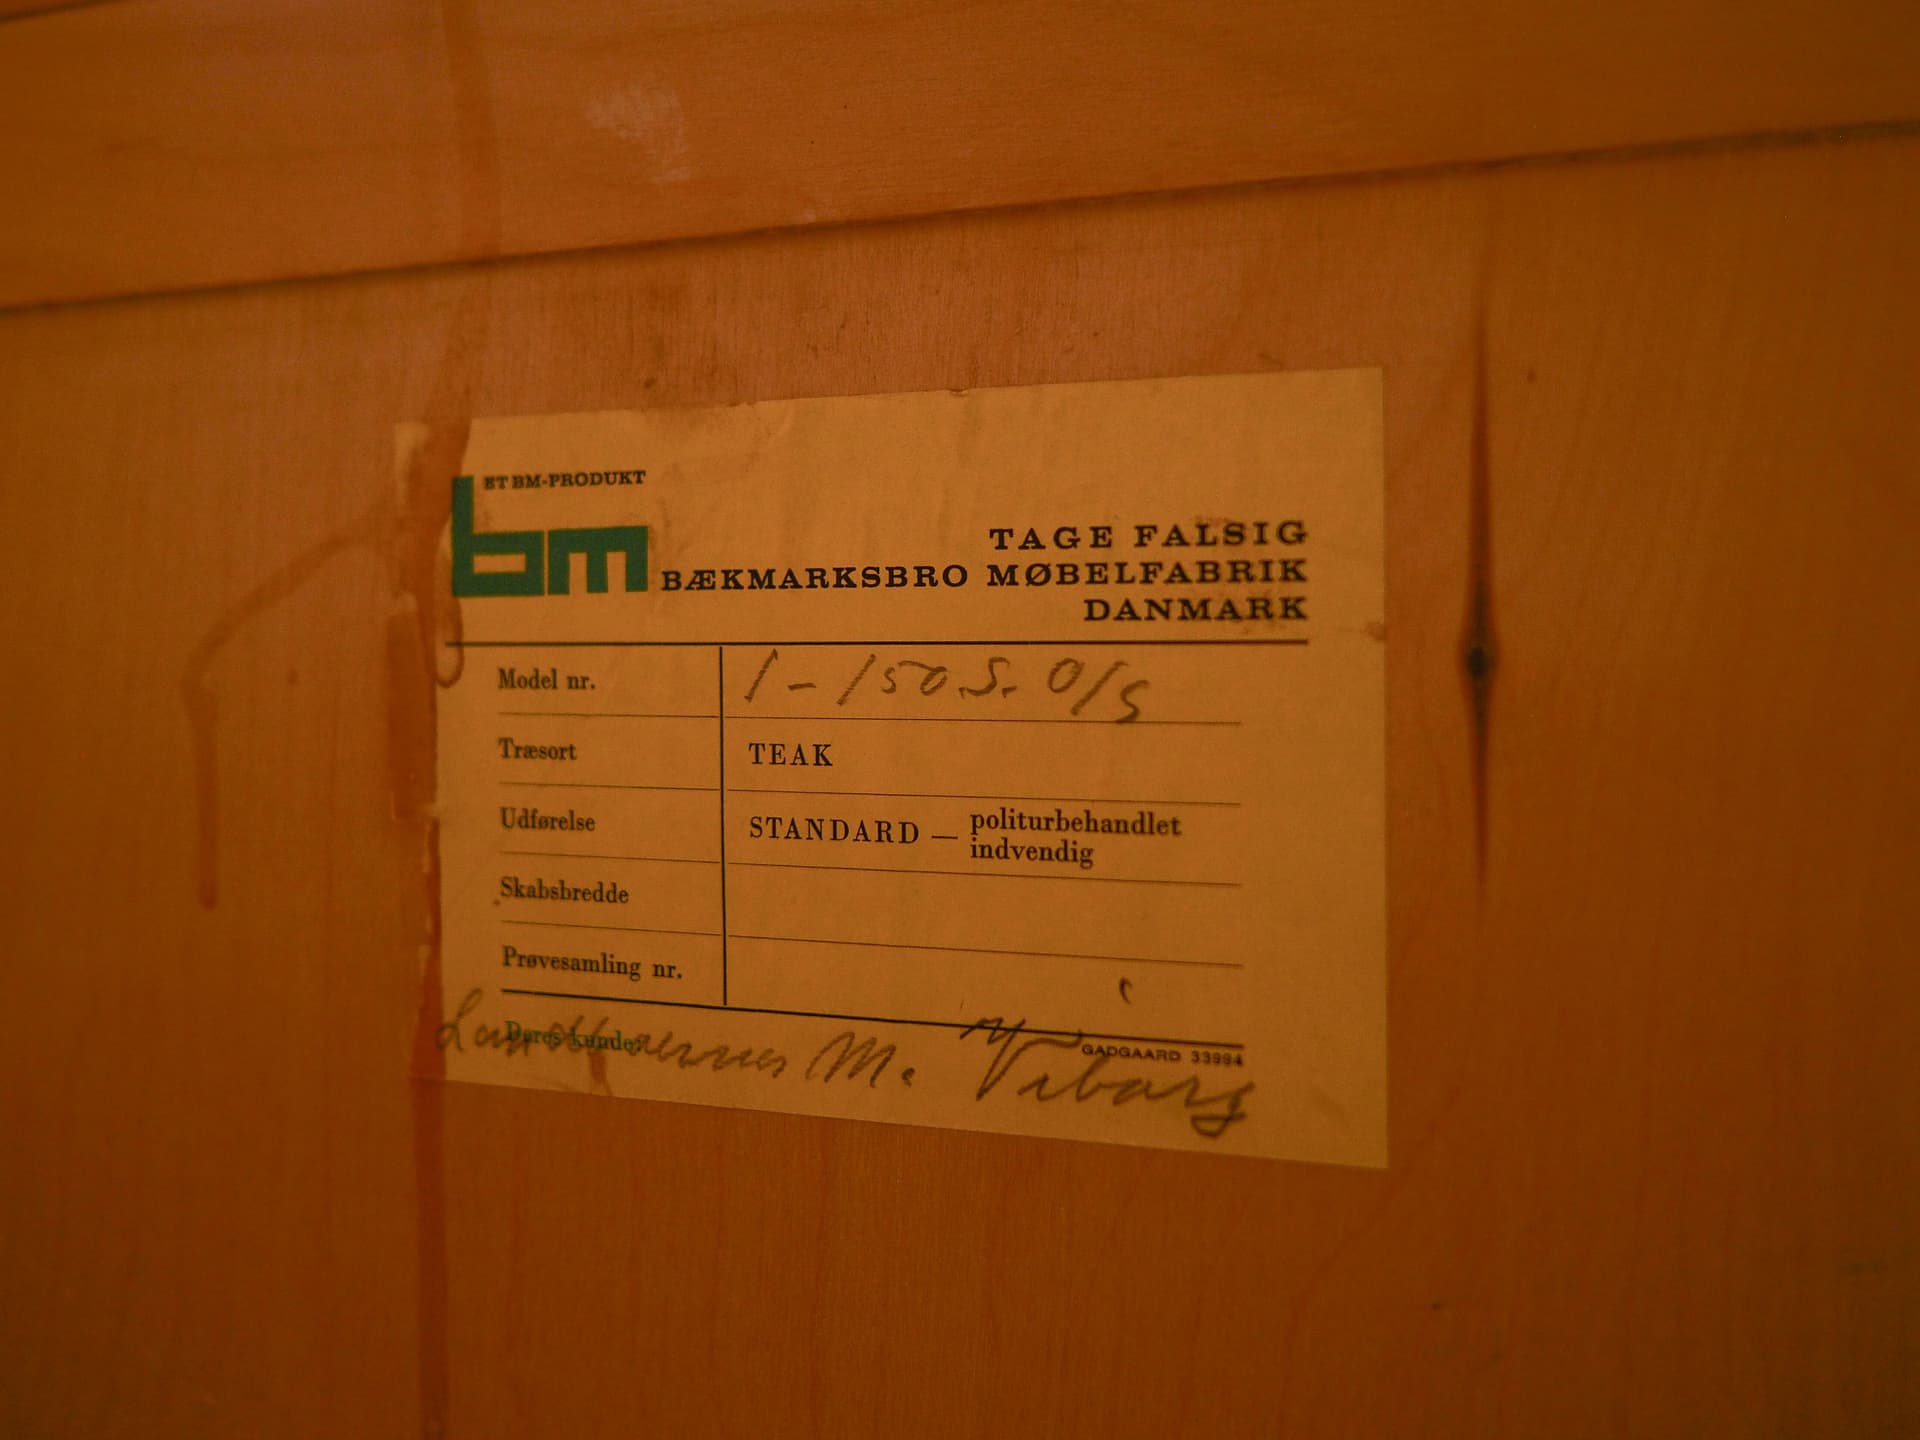 ET BM-PRODUKT
bm
TAGE FALSIG
BÆKMARKSBRO MØBELFABRIK
DANMARK
Model nr. 1-150.S. 0/S
Træsort TEAK
Udførelse STANDARD — politurbehandlet
indvendig
Skabsbredde
Prøvesamling nr.
GADGAARD 33994
Deres kunde:
M. Viborg